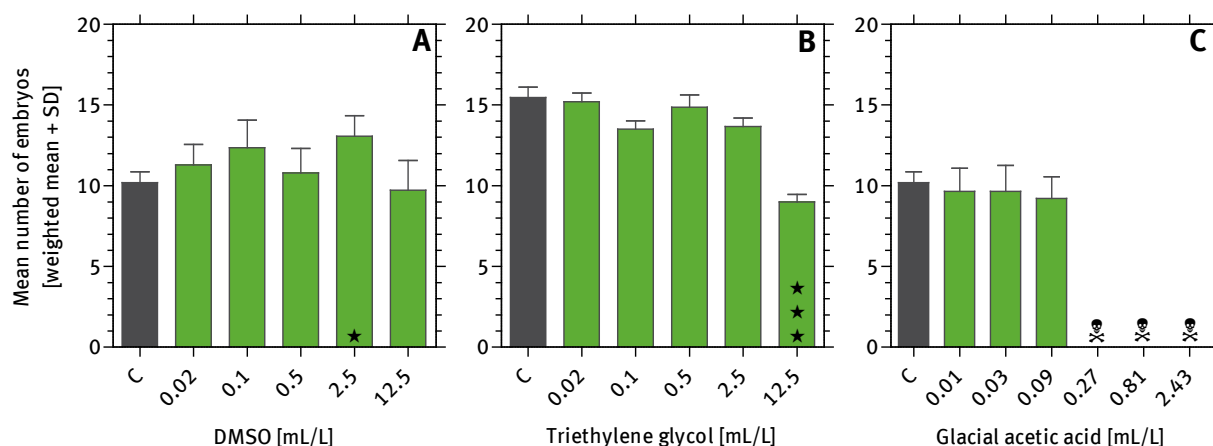 Mean number of embryos
[weighted mean + SD]
20
15
10
5
0
A
C
0.02
0.1
0.5
2.5
12.5
DMSO [mL/L]
20
15
10
5
0
B
C
0.02
0.1
0.5
2.5
12.5
Triethylene glycol [mL/L]
20
15
10
5
0
C
C
0.01
0.03
0.09
0.27
0.81
2.43
Glacial acetic acid [mL/L]